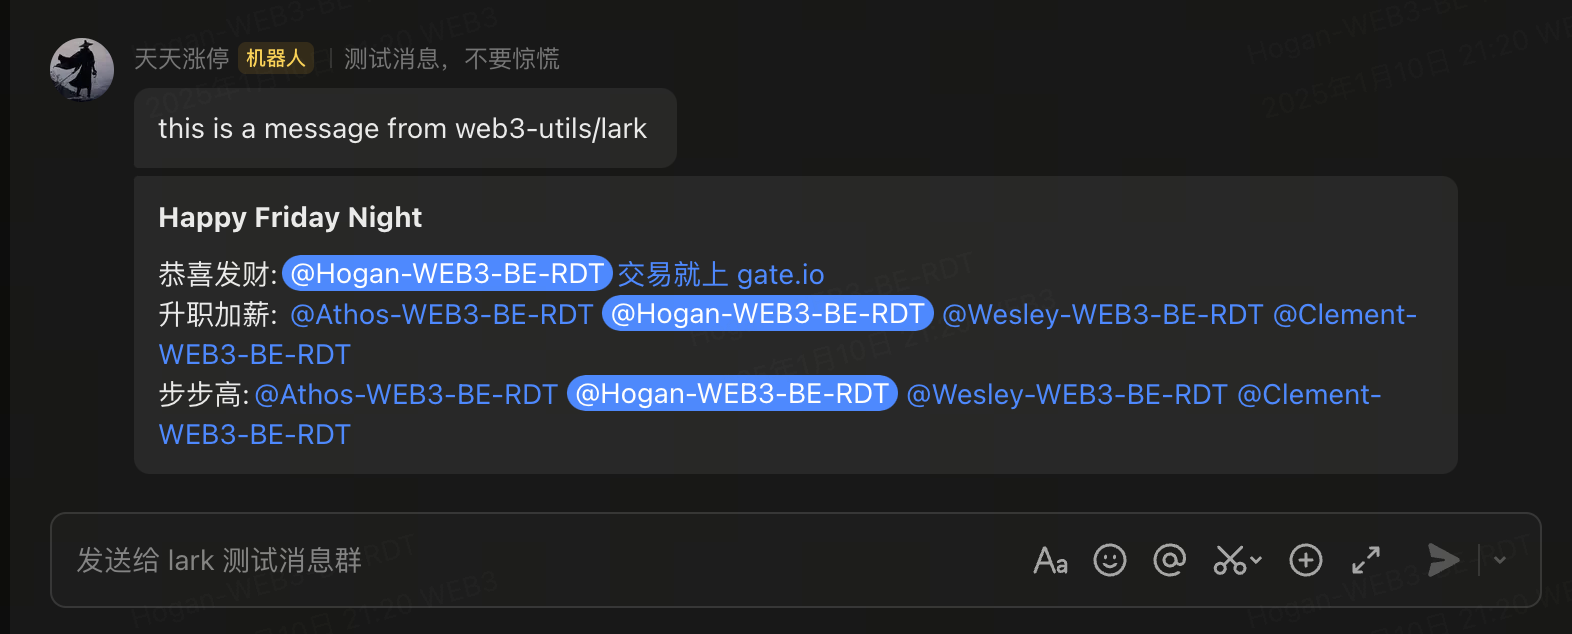 天天涨停 机器人 | 测试消息，不要惊慌
this is a message from web3-utils/lark
Happy Friday Night
恭喜发财: @Hogan-WEB3-BE-RDT 交易就上 gate.io
升职加薪: @Athos-WEB3-BE-RDT @Hogan-WEB3-BE-RDT @Wesley-WEB3-BE-RDT @Clement-
WEB3-BE-RDT
步步高: @Athos-WEB3-BE-RDT @Hogan-WEB3-BE-RDT @Wesley-WEB3-BE-RDT @Clement-
WEB3-BE-RDT
发送给 lark 测试消息群
Aa